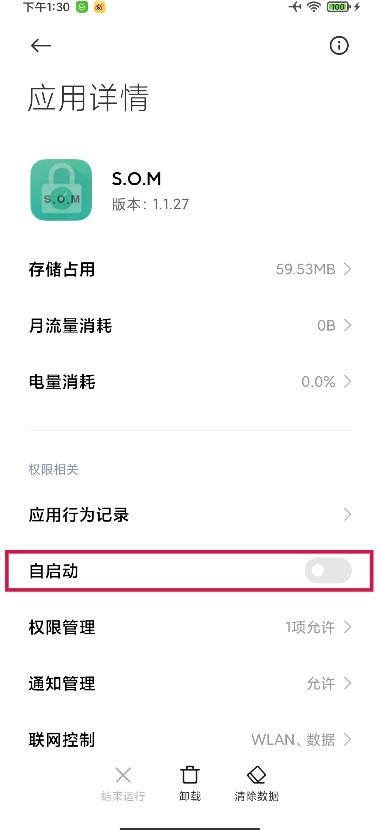 下午1:30
100
应用详情
S.O.M
S.O.M
版本：1.1.27
存储占用 59.53MB
月流量消耗 0B
电量消耗 0.0%
权限相关
应用行为记录
自启动
权限管理 1项允许
通知管理 允许
联网控制 WLAN、数据
结束运行 卸载 清除数据